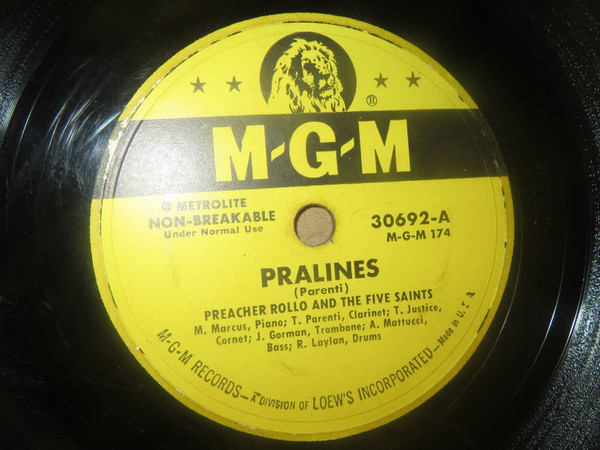 ®
M-G-M
® METROLITE
NON-BREAKABLE
Under Normal Use
30692-A
M-G-M 174
PRALINES
(Parenti)
PREACHER ROLLO AND THE FIVE SAINTS
M. Marcus, Piano; T. Parenti, Clarinet; T. Justice,
Cornet; J. Gorman, Trombone; A. Mattucci,
Bass; R. Laylan, Drums
M-G-M RECORDS—A DIVISION OF LOEW'S INCORPORATED—Made in U. S. A.